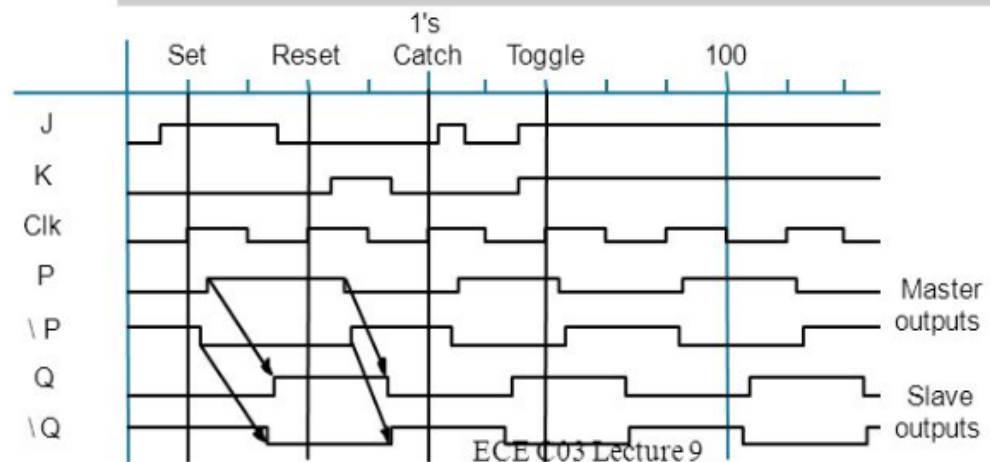 1's
Set Reset Catch Toggle 100
J
K
Clk
P
Master
\ P
outputs
Q
Slave
\ Q
outputs
ECE C03 Lecture 9